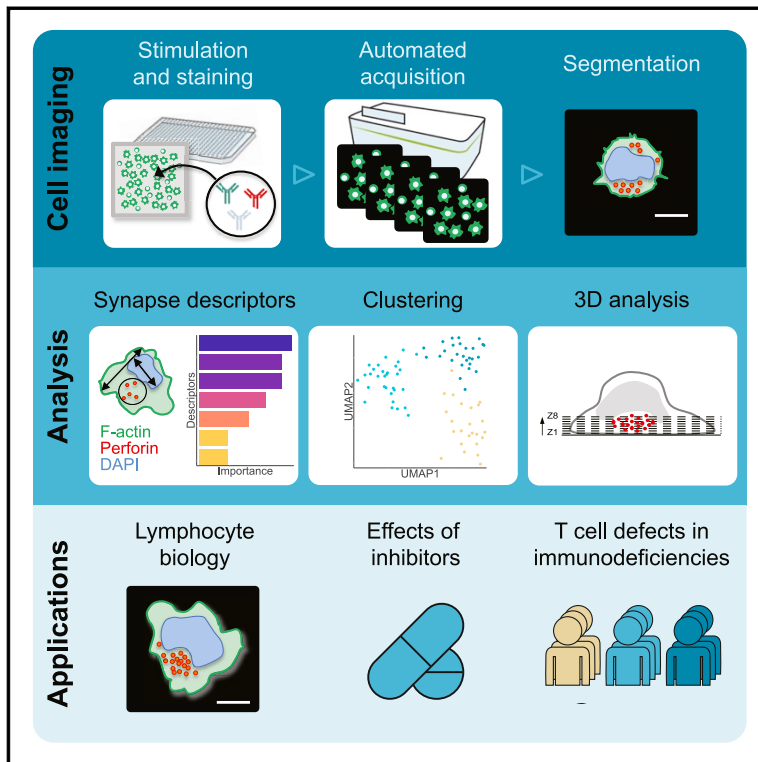 Cell imaging
Stimulation
and staining
Automated
acquisition
Segmentation
Analysis
Synapse descriptors
F-actin
Perforin
DAPI
Descriptors
Importance
Clustering
UMAP2
UMAP1
3D analysis
Z8
Z1
Applications
Lymphocyte
biology
Effects of
inhibitors
T cell defects in
immunodeficiencies